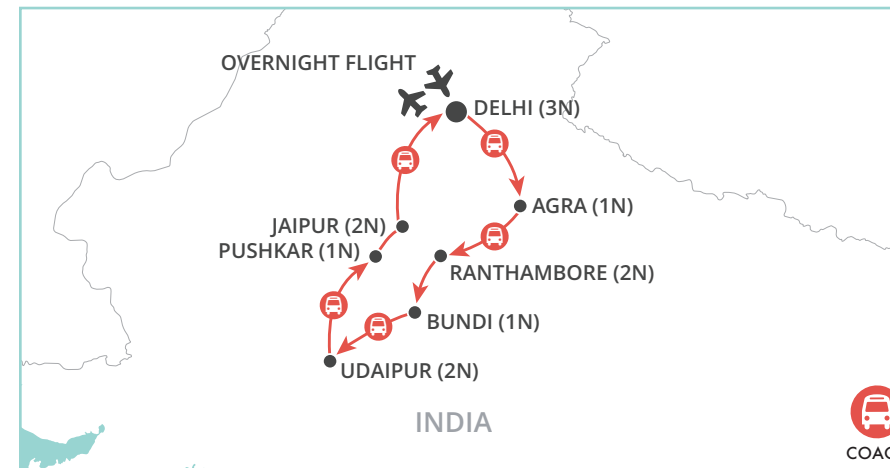 OVERNIGHT FLIGHT
DELHI (3N)
AGRA (1N)
JAIPUR (2N)
PUSHKAR (1N)
RANTHAMBORE (2N)
BUNDI (1N)
UDAIPUR (2N)
INDIA